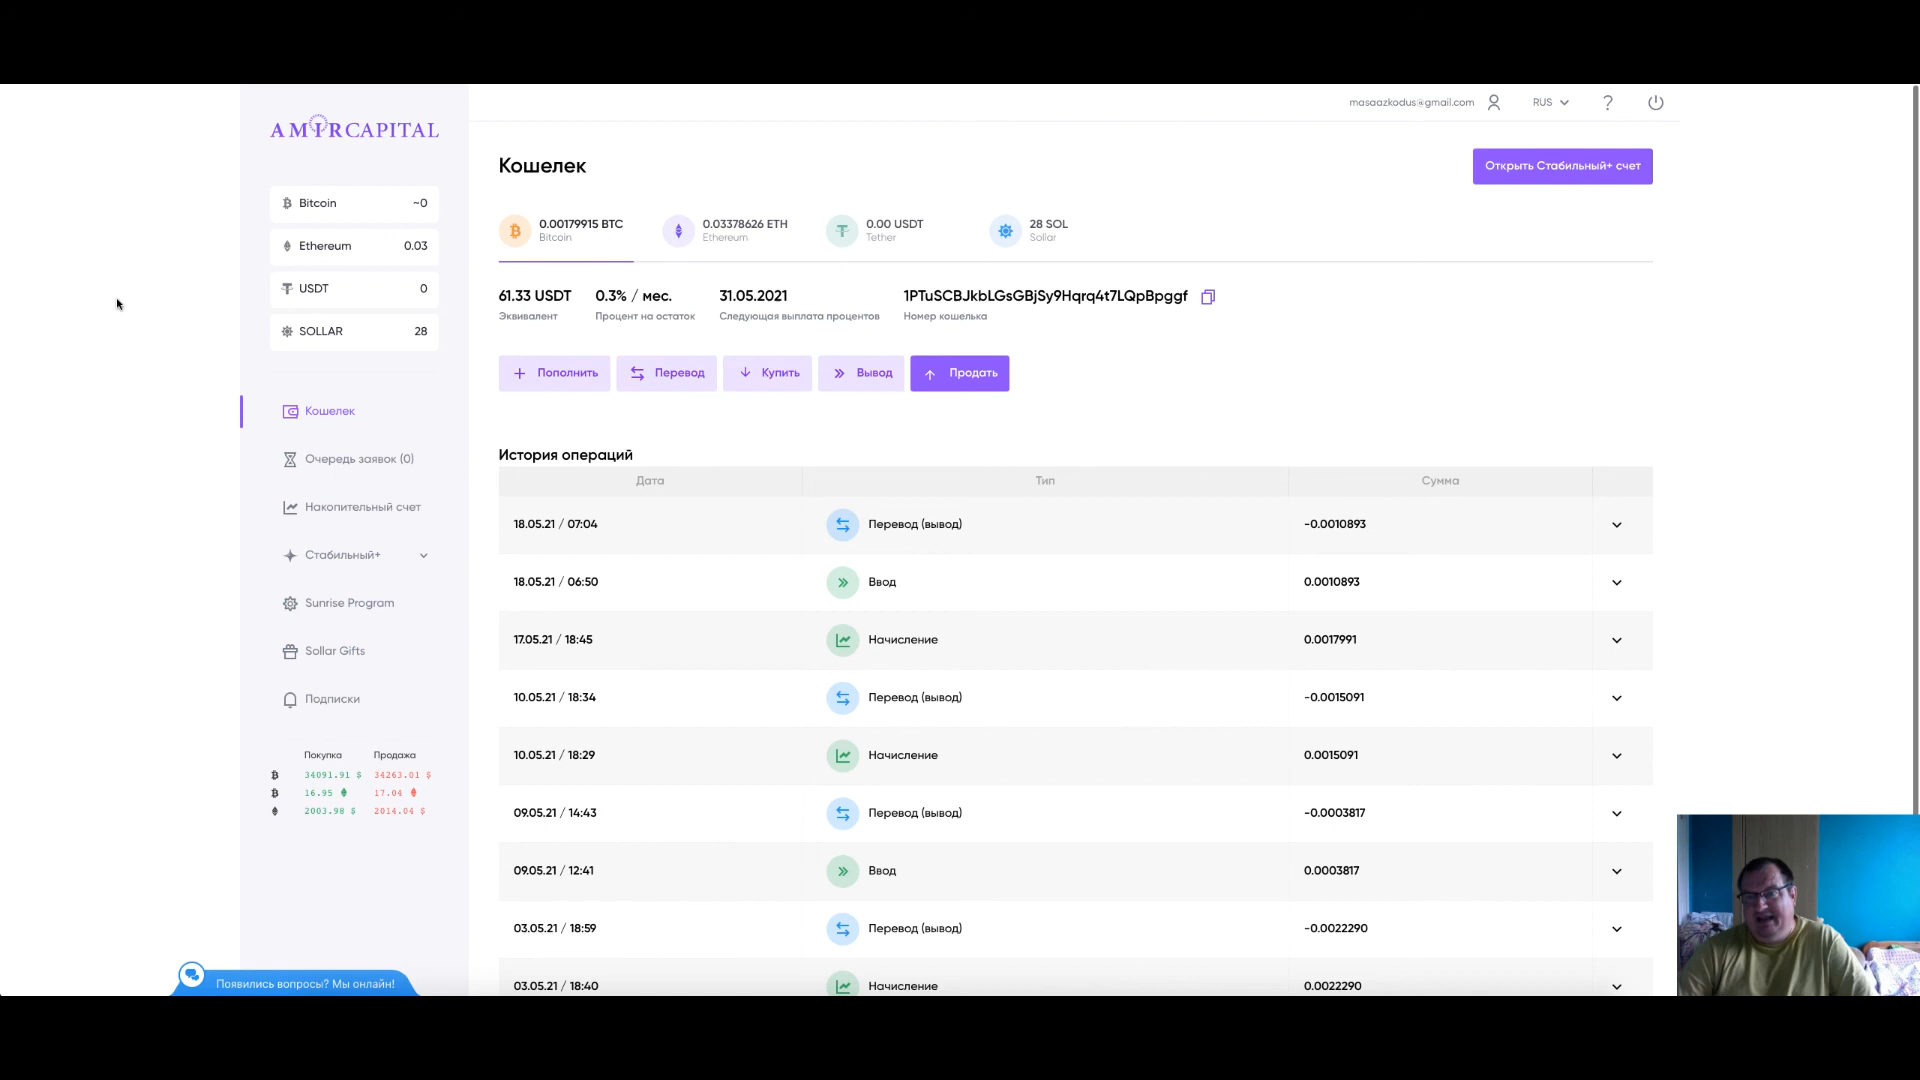 AMIRCAPITAL
masaazkodus@gmail.com RUS ?
Bitcoin ~0
Ethereum 0.03
USDT 0
SOLLAR 28
Кошелек
Очередь заявок (0)
Накопительный счет
Стабильный+
Sunrise Program
Sollar Gifts
Подписки
Покупка Продажа
34091.91 $ 34263.01 $
16.95 17.04
2003.98 $ 2014.04 $
Появились вопросы? Мы онлайн!
Кошелек
Открыть Стабильный+ счет
0.00179915 BTC
Bitcoin
0.03378626 ETH
Ethereum
0.00 USDT
Tether
28 SOL
Sollar
61.33 USDT 0.3% / мес. 31.05.2021 1PTuSCBJkbLGsGBjSy9Hqrq4t7LQpBpggf
Эквивалент Процент на остаток Следующая выплата процентов Номер кошелька
Пополнить Перевод Купить Вывод Продать
История операций
Дата Тип Сумма
18.05.21 / 07:04 Перевод (вывод) -0.0010893
18.05.21 / 06:50 Ввод 0.0010893
17.05.21 / 18:45 Начисление 0.0017991
10.05.21 / 18:34 Перевод (вывод) -0.0015091
10.05.21 / 18:29 Начисление 0.0015091
09.05.21 / 14:43 Перевод (вывод) -0.0003817
09.05.21 / 12:41 Ввод 0.0003817
03.05.21 / 18:59 Перевод (вывод) -0.0022290
03.05.21 / 18:40 Начисление 0.0022290